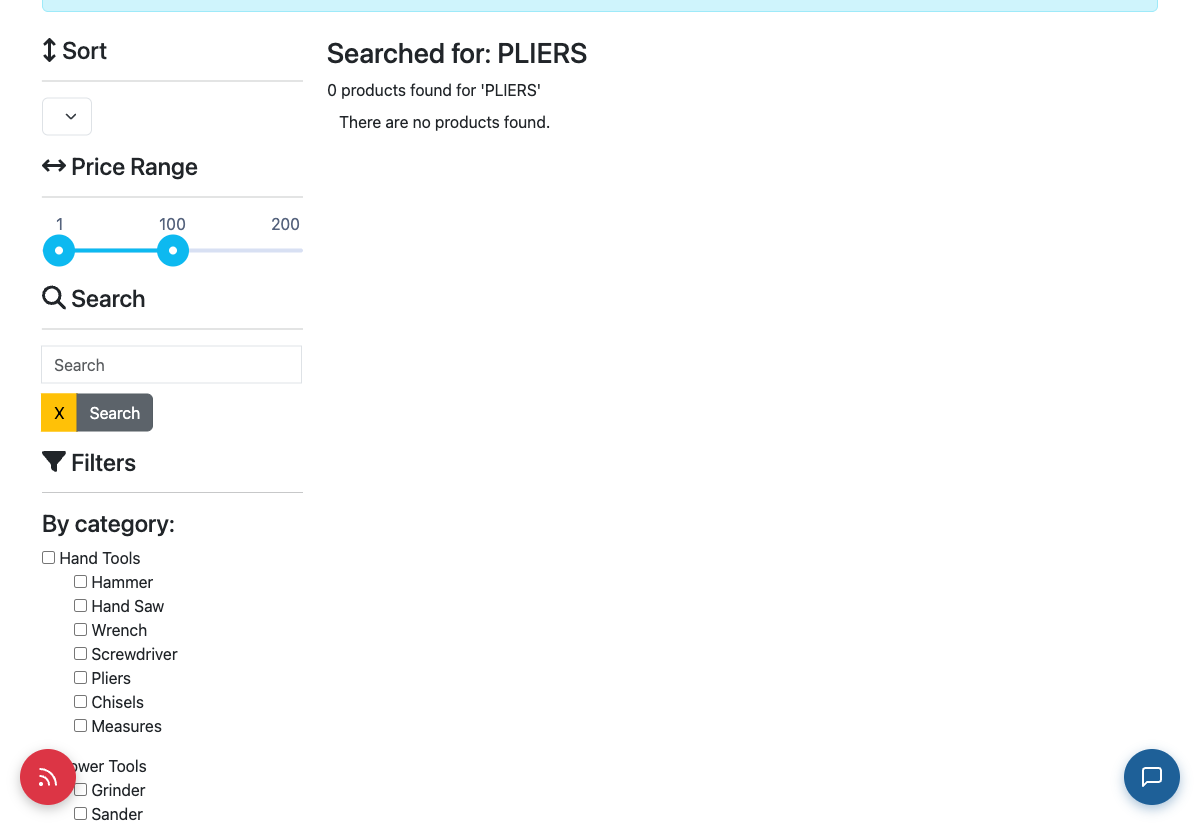 Sort
Price Range
1 100 200
Search
Search
X Search
Filters
By category:
Hand Tools
Hammer
Hand Saw
Wrench
Screwdriver
Pliers
Chisels
Measures
ower Tools
Grinder
Sander
Searched for: PLIERS
0 products found for 'PLIERS'
There are no products found.